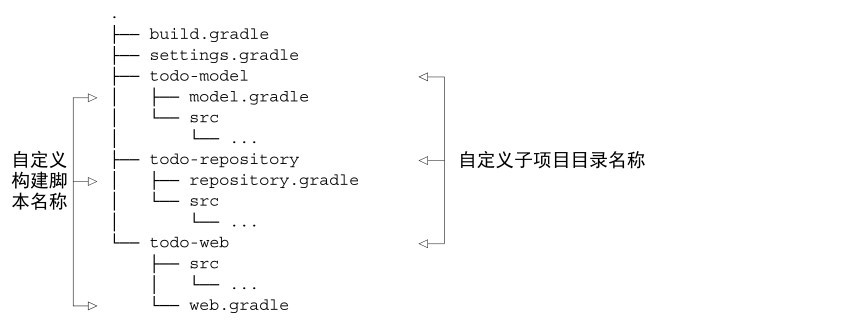 .
├── build.gradle
├── settings.gradle
├── todo-model
│   ├── model.gradle
│   └── src
│       └── ...
├── todo-repository
│   ├── repository.gradle
│   └── src
│       └── ...
└── todo-web
    ├── src
    │   └── ...
    └── web.gradle
自定义
构建脚
本名称
自定义子项目目录名称